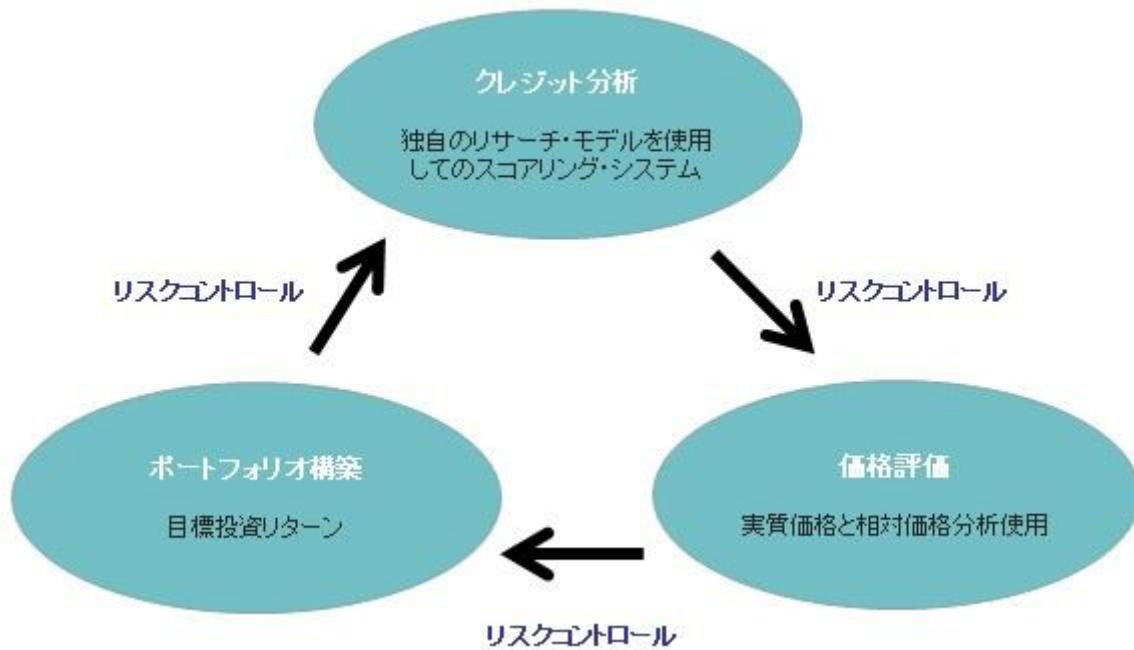 クレジット分析
独自のリサーチ・モデルを使用
してのスコアリング・システム
リスクコントロール
リスクコントロール
ポートフォリオ構築
目標投資リターン
価格評価
実質価格と相対価格分析使用
リスクコントロール